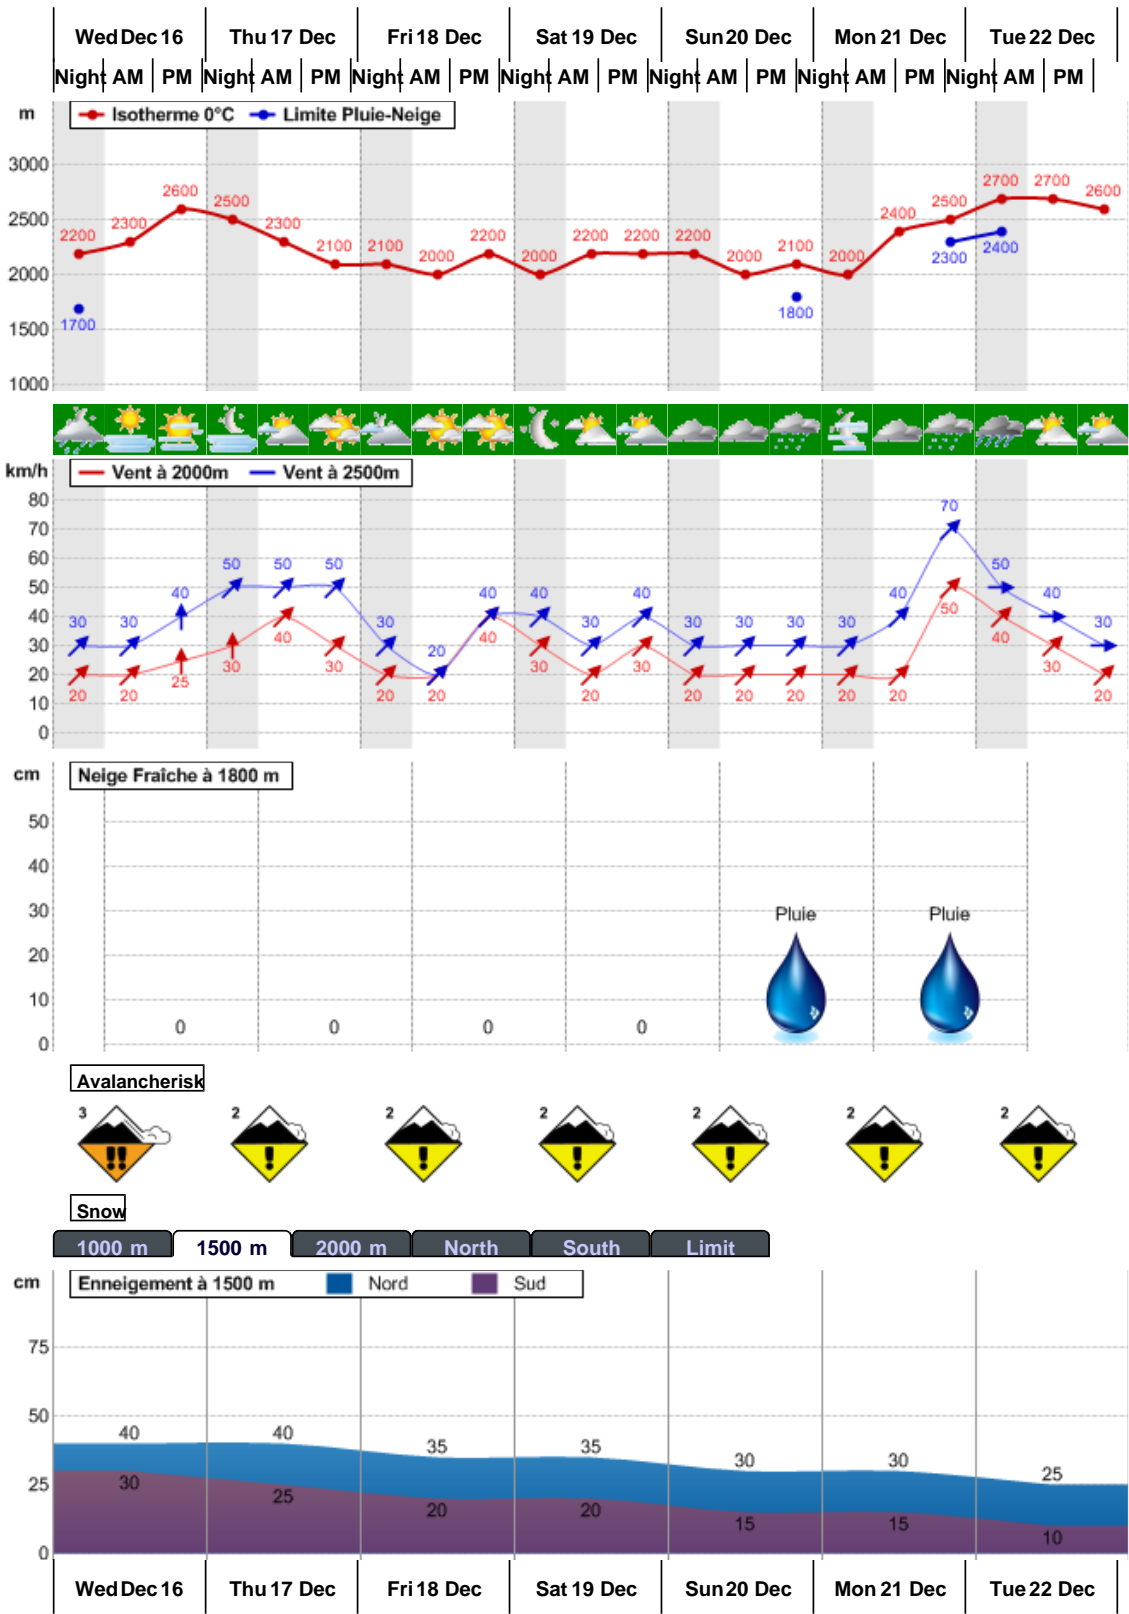 Wed Dec 16 Thu 17 Dec Fri 18 Dec Sat 19 Dec Sun 20 Dec Mon 21 Dec Tue 22 Dec
Night AM PM Night AM PM Night AM PM Night AM PM Night AM PM Night AM PM Night AM PM
m Isotherme 0°C Limite Pluie-Neige
3000
2700 2700 2600
2600 2500 2500
2500 2200 2300 2300 2100 2100 2000 2200 2000 2200 2200 2200 2000 2100 2000 2400
2300 2400
2000
1700 1800
1500
1000
km/h Vent à 2000m Vent à 2500m
80
70
70
60
50 50 50 50
50
40 40 40 40 40 40
50
40
30 30 30 30 30 30 30 30 30
40 40 40
30
20
30 30 30 30 30
20
25
20 20 20 20 20 20 20 20 20 20 20
10
0
cm Neige Fraîche à 1800 m
50
40
30
Pluie Pluie
20
10
0 0 0 0
0
Avalancherisk
3 2 2 2 2 2 2
Snow
1000 m 1500 m 2000 m North South Limit
cm Enneigement à 1500 m Nord Sud
75
50
40 40 35 35 30 30 25
25
30 25 20 20 15 15 10
0
Wed Dec 16 Thu 17 Dec Fri 18 Dec Sat 19 Dec Sun 20 Dec Mon 21 Dec Tue 22 Dec